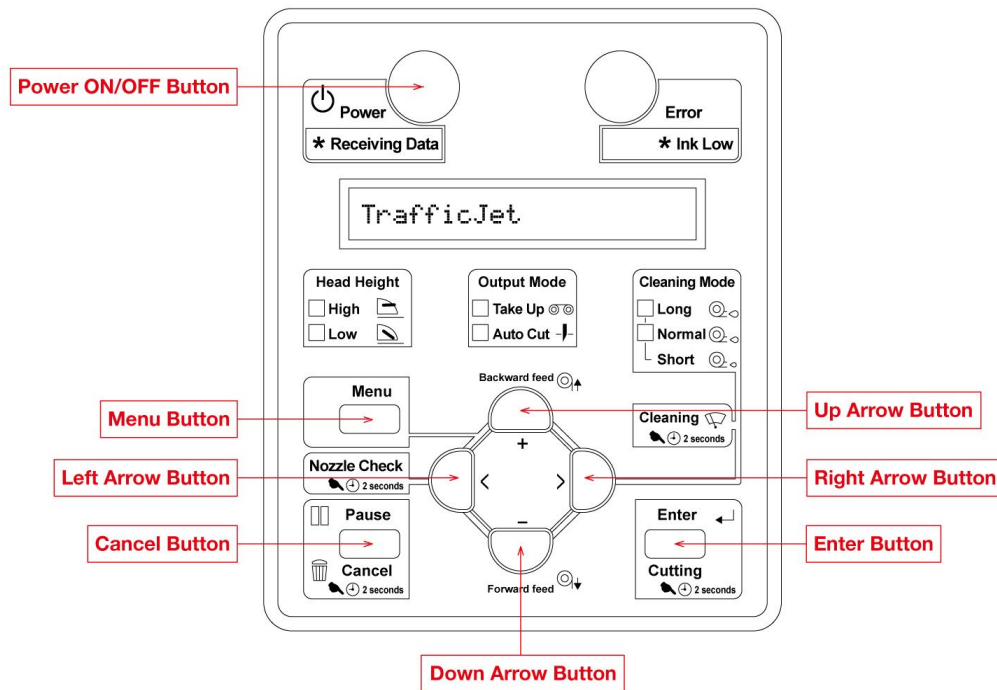 Power ON/OFF Button
Power
* Receiving Data
Error
* Ink Low
TrafficJet
Head Height
High
Low
Output Mode
Take Up
Auto Cut
Cleaning Mode
Long
Normal
Short
Backward feed
Menu
Menu Button
Up Arrow Button
Cleaning
2 seconds
+
Nozzle Check
2 seconds
Left Arrow Button
<
>
Right Arrow Button
Pause
Cancel Button
Cancel
2 seconds
–
Forward feed
Enter
Enter Button
Cutting
2 seconds
Down Arrow Button